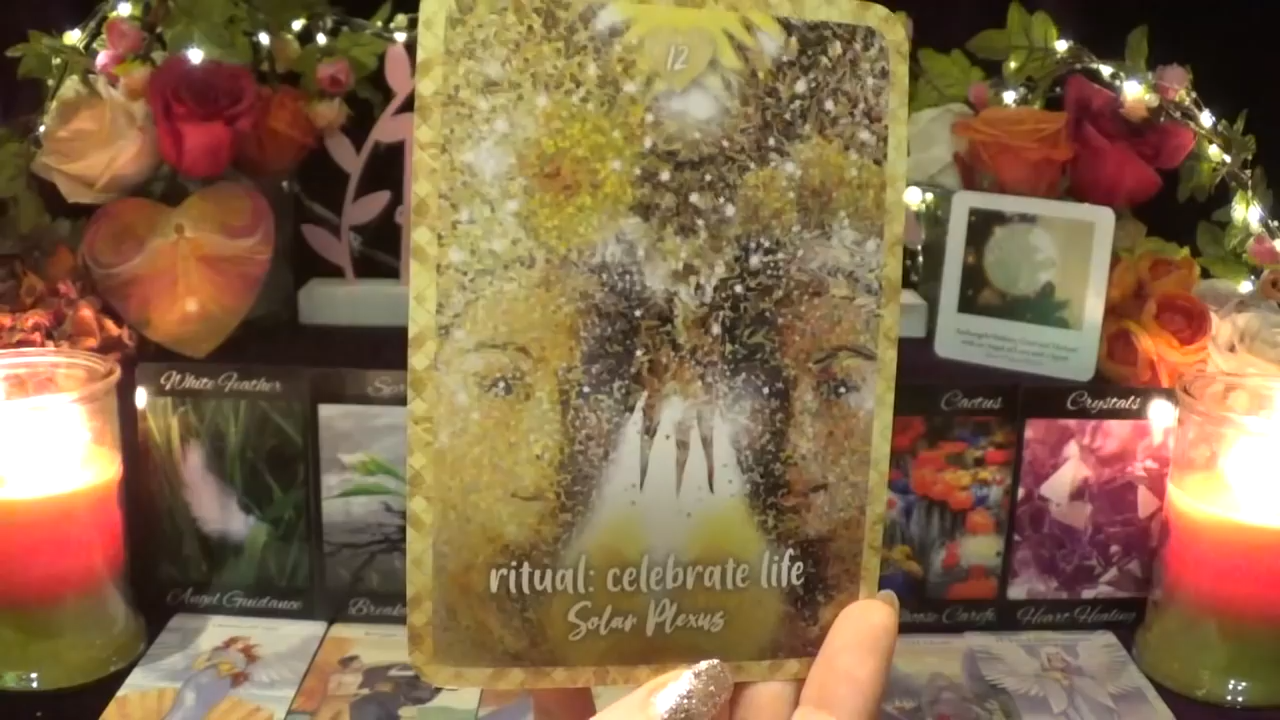 12
ritual: celebrate life
Solar Plexus
White Feather
Cactus
Crystals
Angel Guidance
Heart Healing